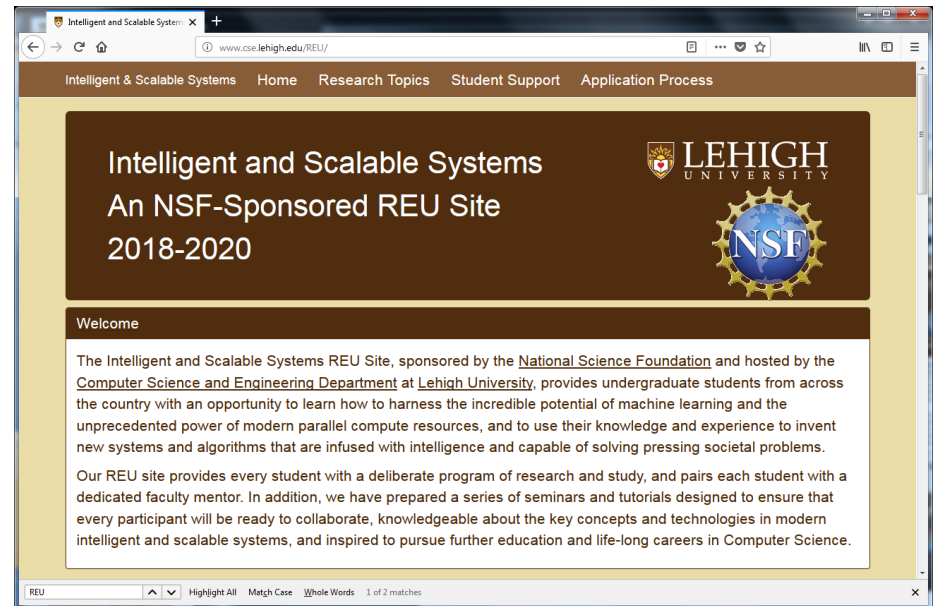 Intelligent and Scalable System
www.cse.lehigh.edu/REU/
Intelligent & Scalable Systems Home Research Topics Student Support Application Process
Intelligent and Scalable Systems
An NSF-Sponsored REU Site
2018-2020
LEHIGH
UNIVERSITY
NSF
Welcome
The Intelligent and Scalable Systems REU Site, sponsored by the National Science Foundation and hosted by the
Computer Science and Engineering Department at Lehigh University, provides undergraduate students from across
the country with an opportunity to learn how to harness the incredible potential of machine learning and the
unprecedented power of modern parallel compute resources, and to use their knowledge and experience to invent
new systems and algorithms that are infused with intelligence and capable of solving pressing societal problems.
Our REU site provides every student with a deliberate program of research and study, and pairs each student with a
dedicated faculty mentor. In addition, we have prepared a series of seminars and tutorials designed to ensure that
every participant will be ready to collaborate, knowledgeable about the key concepts and technologies in modern
intelligent and scalable systems, and inspired to pursue further education and life-long careers in Computer Science.
REU Highlight All Match Case Whole Words 1 of 2 matches